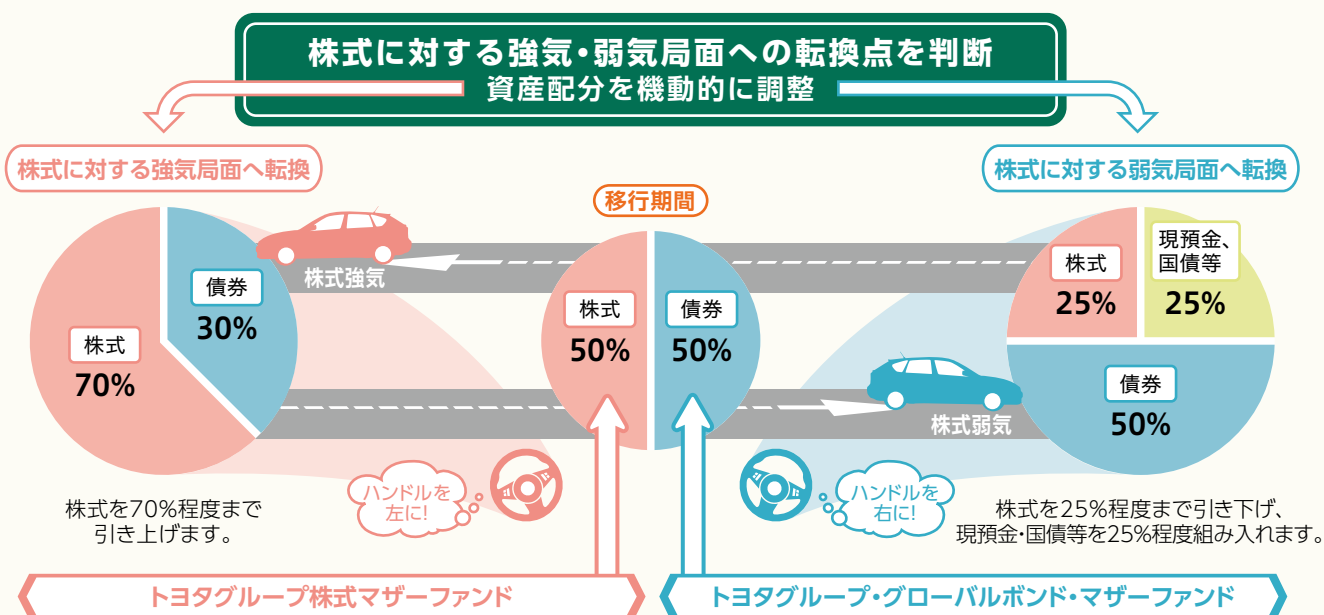 株式に対する強気・弱気局面への転換点を判断
資産配分を機動的に調整
株式に対する強気局面へ転換
株式に対する弱気局面へ転換
移行期間
株式
70%
債券
30%
株式強気
株式
50%
債券
50%
株式
25%
現預金、
国債等
25%
債券
50%
株式弱気
ハンドルを
左に!
ハンドルを
右に!
株式を70%程度まで
引き上げます。
株式を25%程度まで引き下げ、
現預金・国債等を25%程度組み入れます。
トヨタグループ株式マザーファンド
トヨタグループ・グローバルボンド・マザーファンド